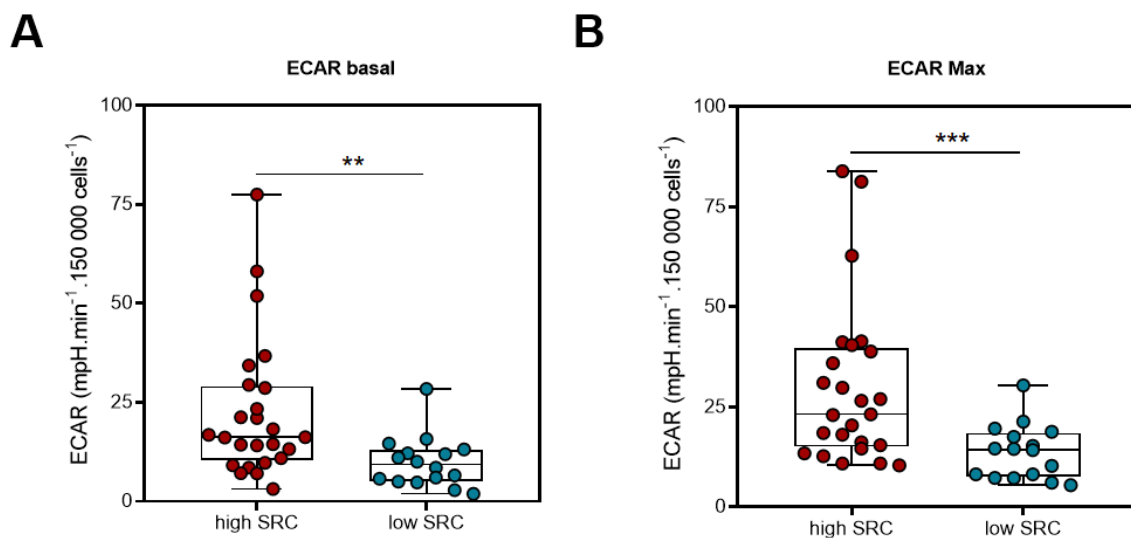 A
ECAR basal
ECAR (mpH.min⁻¹.150 000 cells⁻¹)
100
75
50
25
0
**
high SRC
low SRC
B
ECAR Max
ECAR (mpH.min⁻¹.150 000 cells⁻¹)
100
75
50
25
0
***
high SRC
low SRC